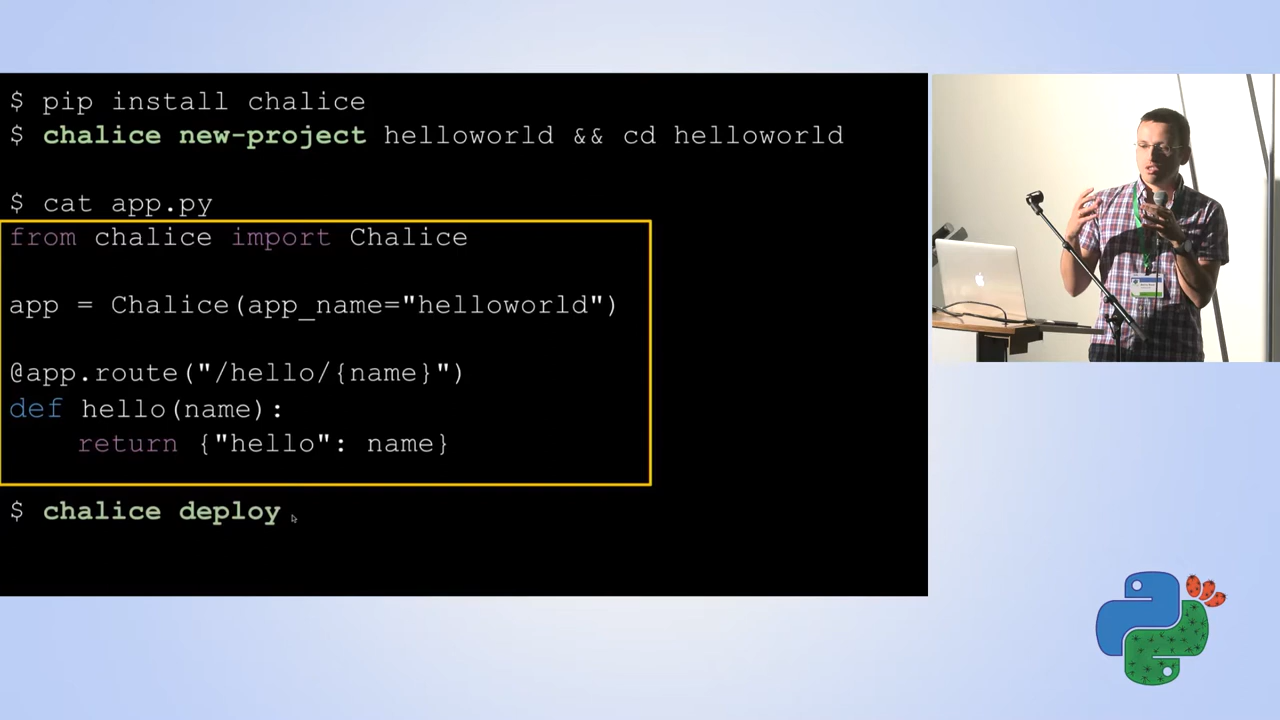 $ pip install chalice
$ chalice new-project helloworld && cd helloworld
$ cat app.py
from chalice import Chalice
app = Chalice(app_name="helloworld")
@app.route("/hello/{name}")
def hello(name):
    return {"hello": name}
$ chalice deploy